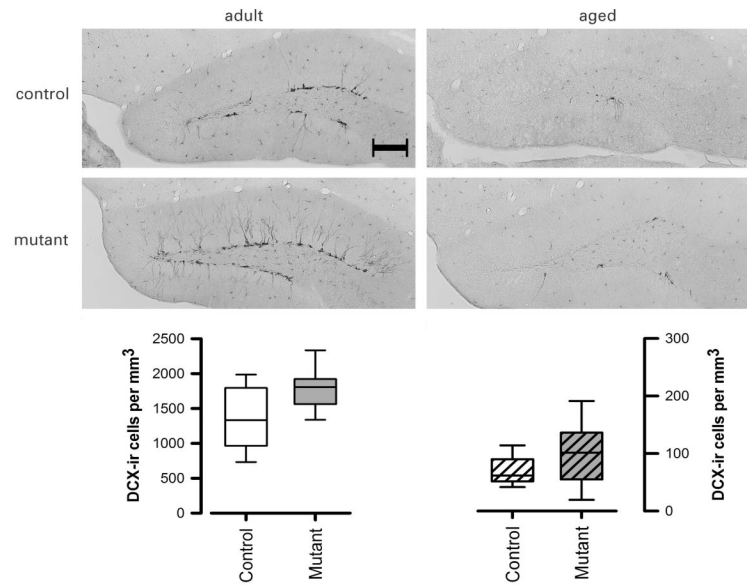 adult
aged
control
mutant
DCX-ir cells per mm³
2500
2000
1500
1000
500
0
Control
Mutant
300
200
100
0
DCX-ir cells per mm³
Control
Mutant